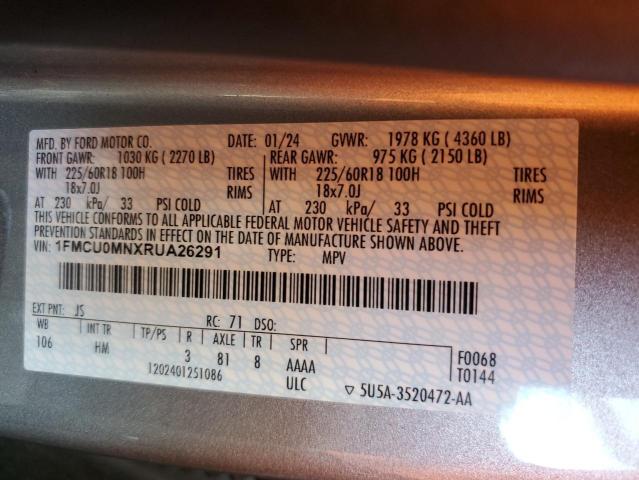 MFD. BY FORD MOTOR CO. DATE: 01/24 GVWR: 1978 KG ( 4360 LB)
FRONT GAWR: 1030 KG ( 2270 LB) REAR GAWR: 975 KG ( 2150 LB)
WITH 225/60R18 100H TIRES WITH 225/60R18 100H TIRES
18x7.0J RIMS 18x7.0J RIMS
AT 230 kPa/ 33 PSI COLD AT 230 kPa/ 33 PSI COLD
THIS VEHICLE CONFORMS TO ALL APPLICABLE FEDERAL MOTOR VEHICLE SAFETY AND THEFT
PREVENTION STANDARDS IN EFFECT ON THE DATE OF MANUFACTURE SHOWN ABOVE.
VIN: 1FMCU0MNXRUA26291 TYPE: MPV
EXT PNT: JS RC: 71 DSO:
WB INT TR TP/PS R AXLE TR SPR F0068
106 HM 3 81 8 AAAA T0144
1202401251086 ULC ▽ 5U5A-3520472-AA